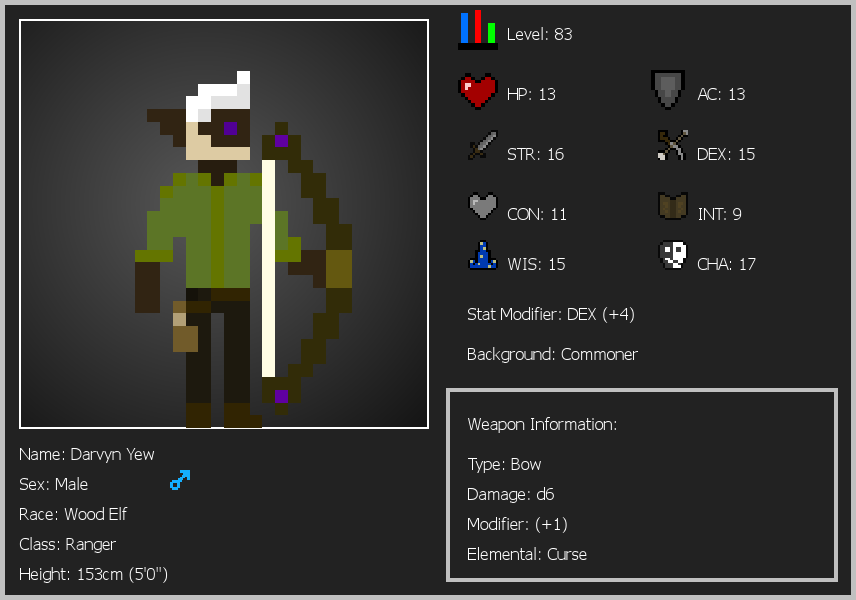 Level: 83
HP: 13
AC: 13
STR: 16
DEX: 15
CON: 11
INT: 9
WIS: 15
CHA: 17
Stat Modifier: DEX (+4)
Background: Commoner
Weapon Information:
Type: Bow
Damage: d6
Modifier: (+1)
Elemental: Curse
Name: Darvyn Yew
Sex: Male
Race: Wood Elf
Class: Ranger
Height: 153cm (5'0")